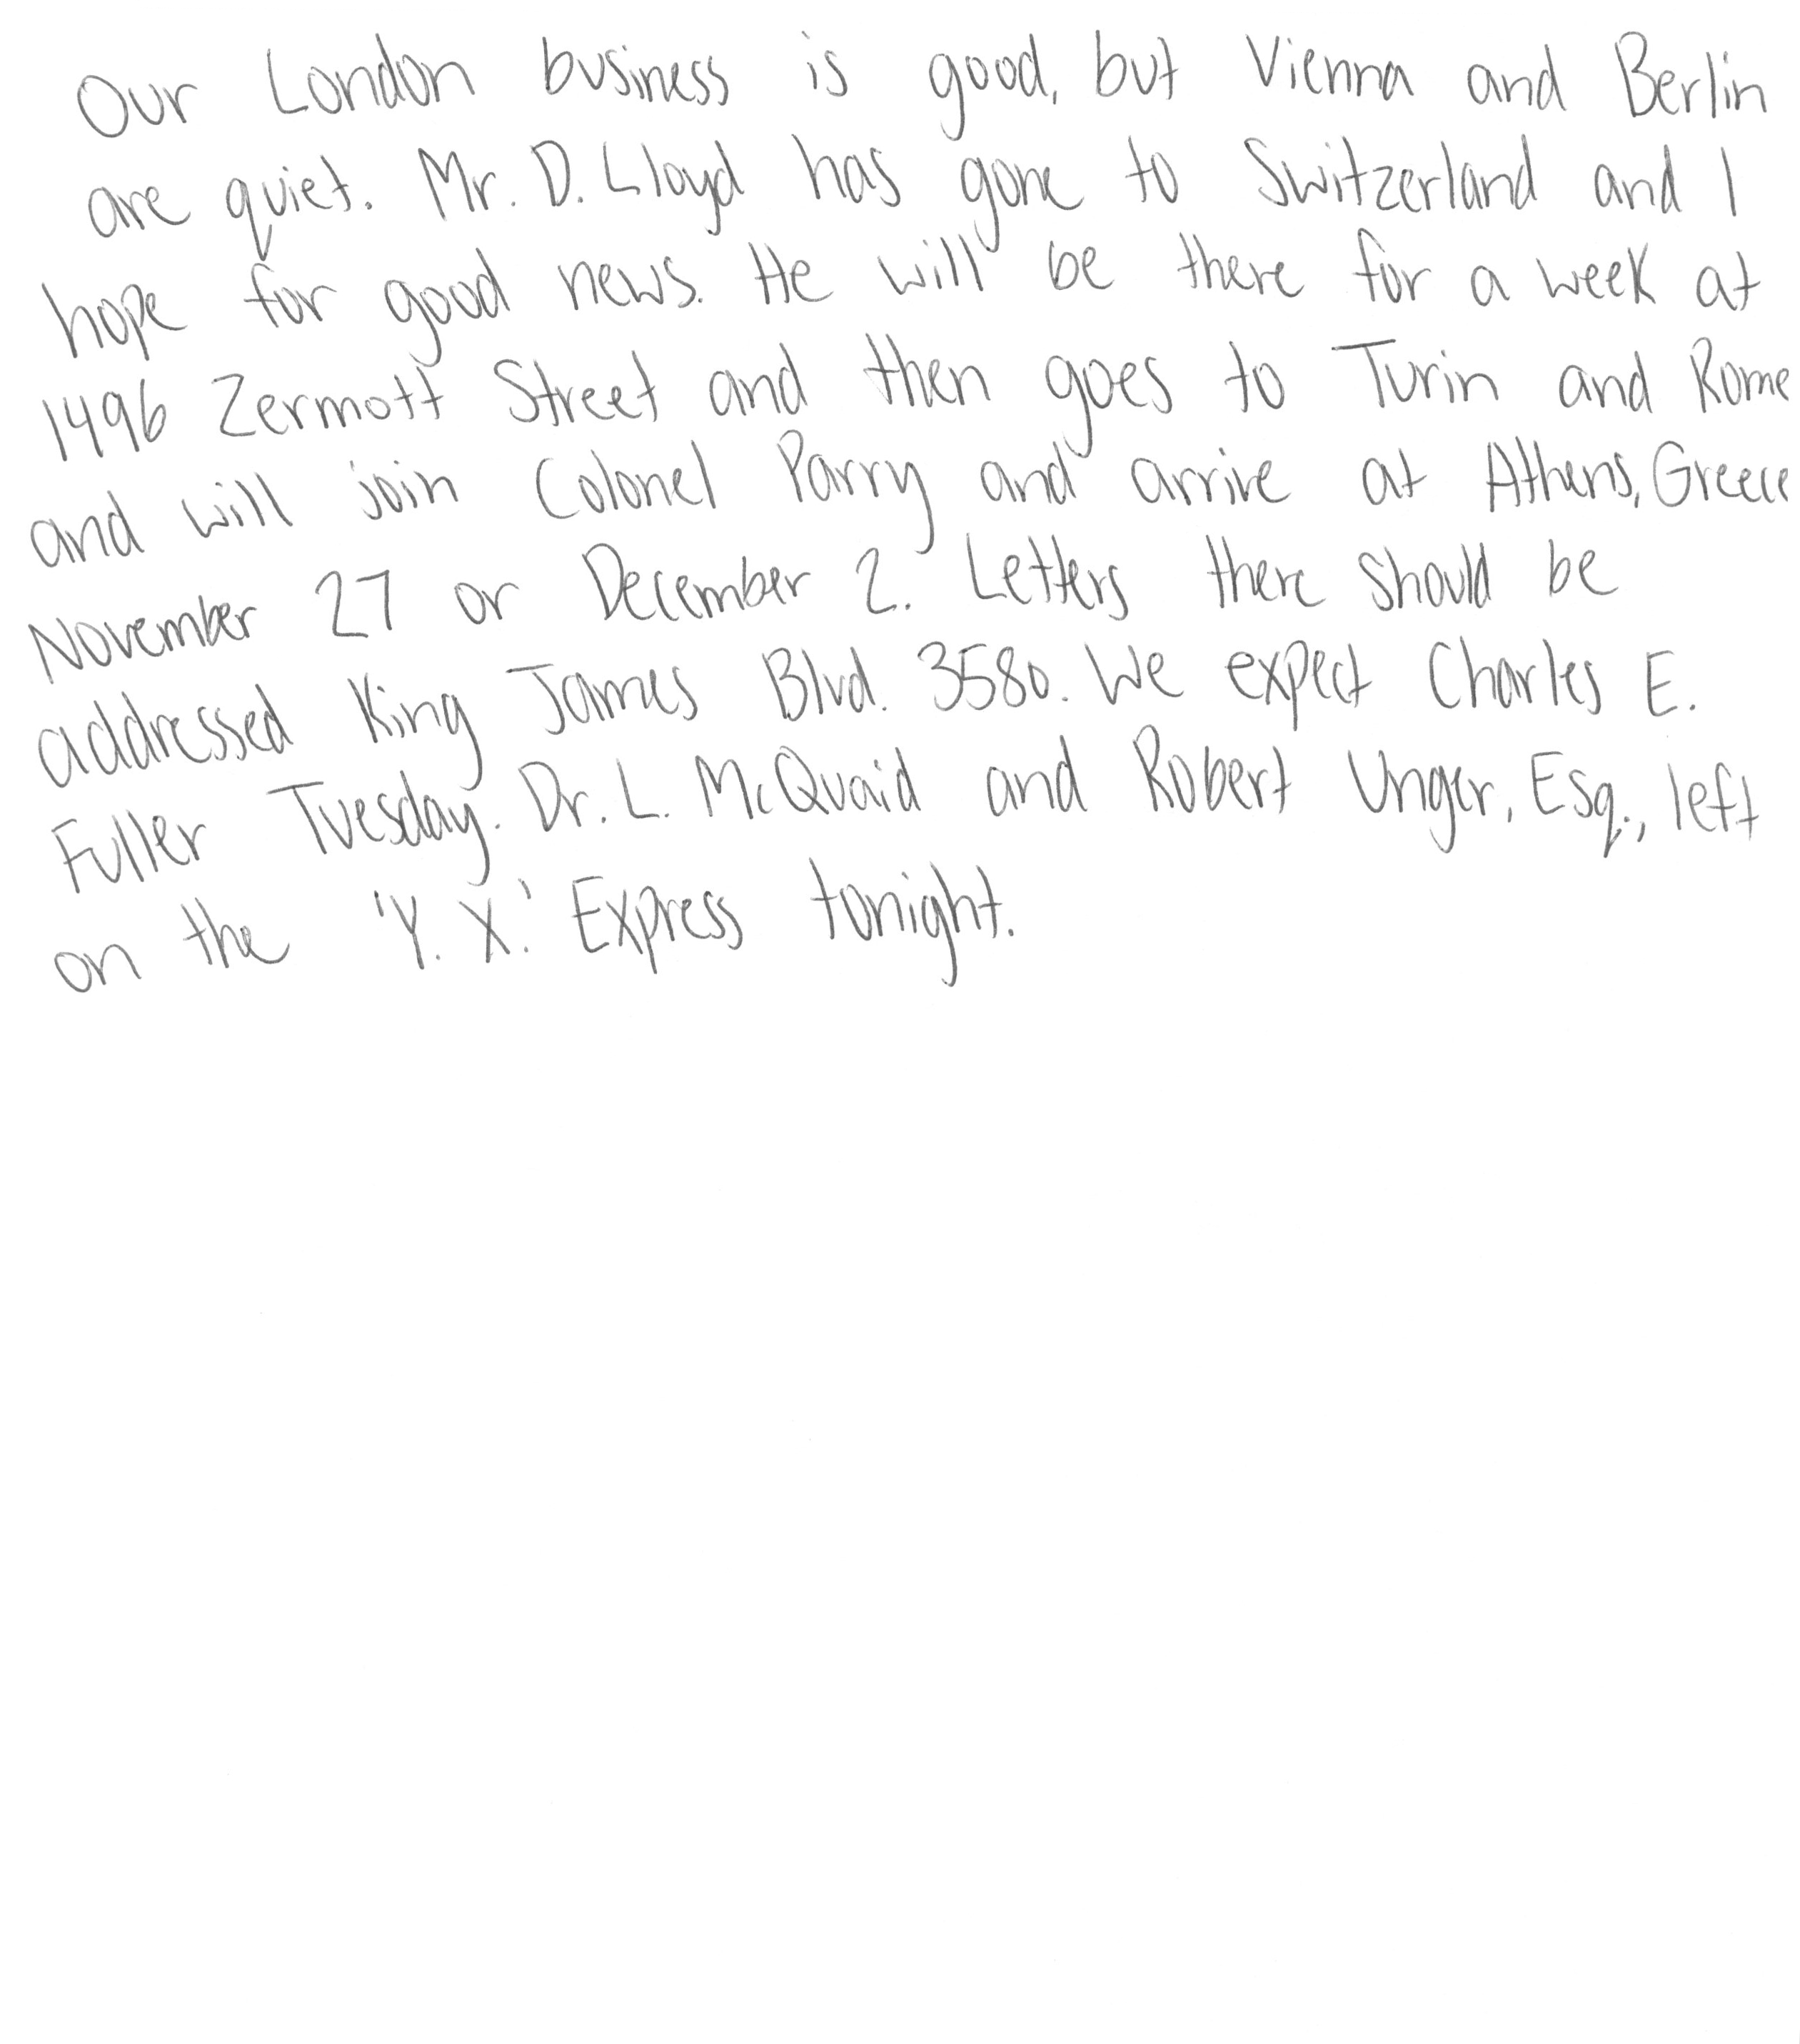 Our London business is good, but Vienna and Berlin
are quiet. Mr. D. Lloyd has gone to Switzerland and I
hope for good news. He will be there for a week at
1496 Zermott Street and then goes to Turin and Rome
and will join Colonel Parry and arrive at Athens, Greece
November 27 or December 2. Letters there should be
addressed King James Blvd. 3580. We expect Charles E.
Fuller Tuesday. Dr. L. McQuaid and Robert Unger, Esq., left
on the 'Y. X.' Express tonight.